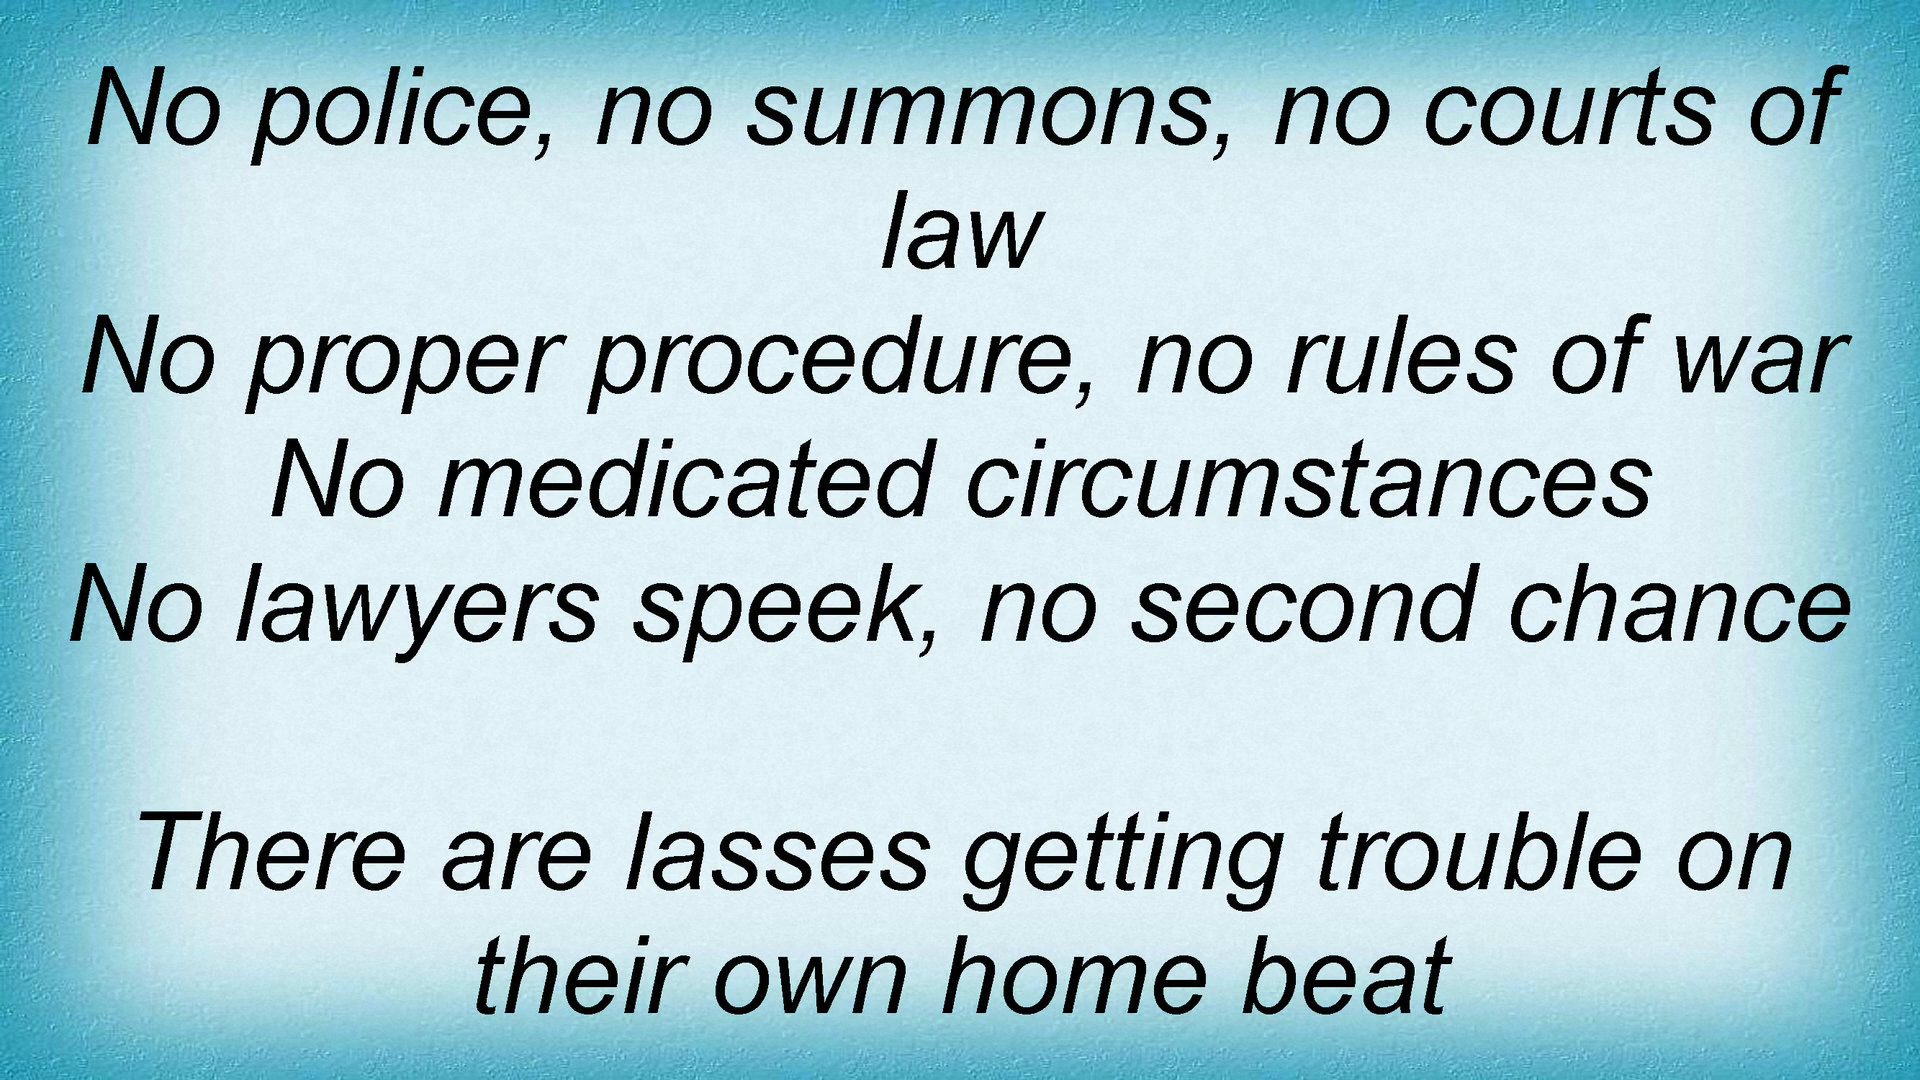 No police, no summons, no courts of
law
No proper procedure, no rules of war
No medicated circumstances
No lawyers speek, no second chance
There are lasses getting trouble on
their own home beat